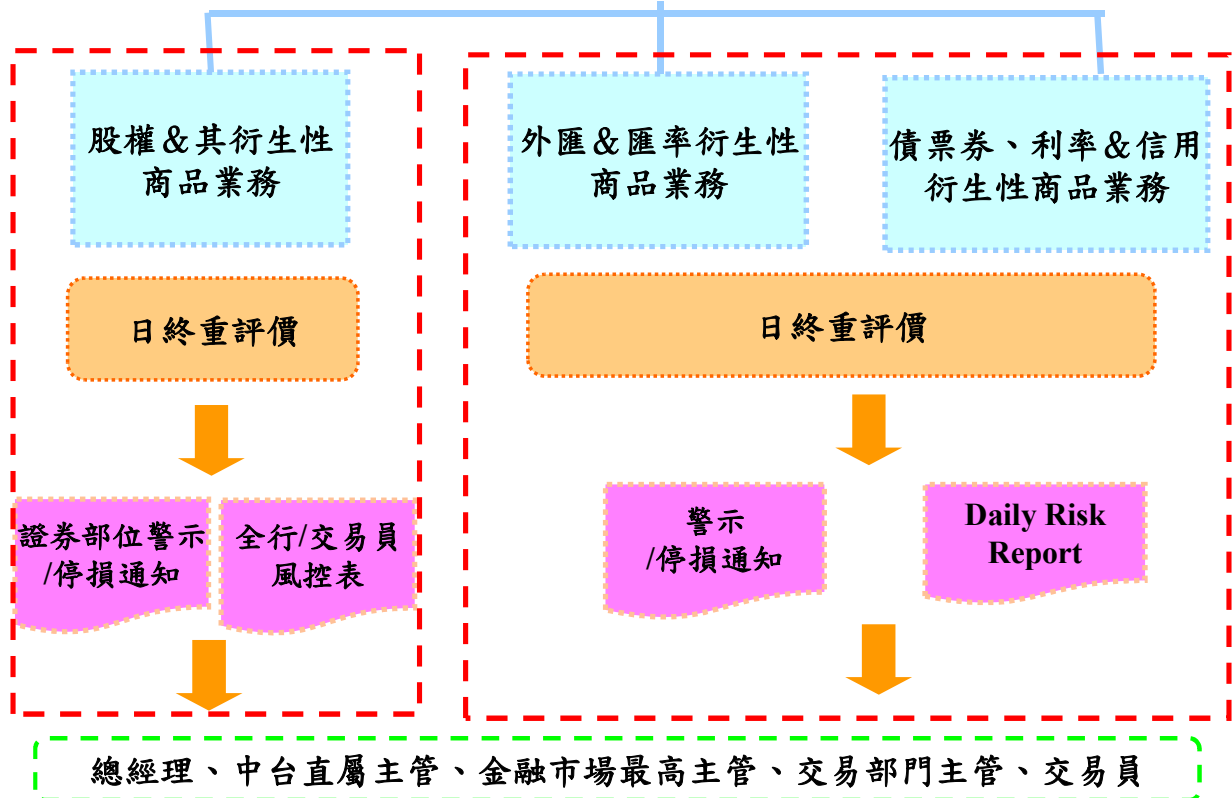 股權＆其衍生性
商品業務
外匯＆匯率衍生性
商品業務
債票券、利率＆信用
衍生性商品業務
日終重評價
日終重評價
證券部位警示
/停損通知
全行/交易員
風控表
警示
/停損通知
Daily Risk
Report
總經理、中台直屬主管、金融市場最高主管、交易部門主管、交易員